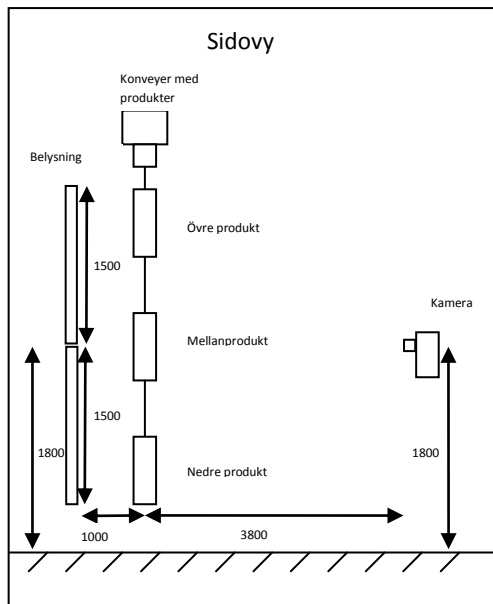 Sidovy
Konveyer med
produkter
Belysning
Övre produkt
1500
Kamera
Mellanprodukt
1500
1800
1800
Nedre produkt
1000
3800